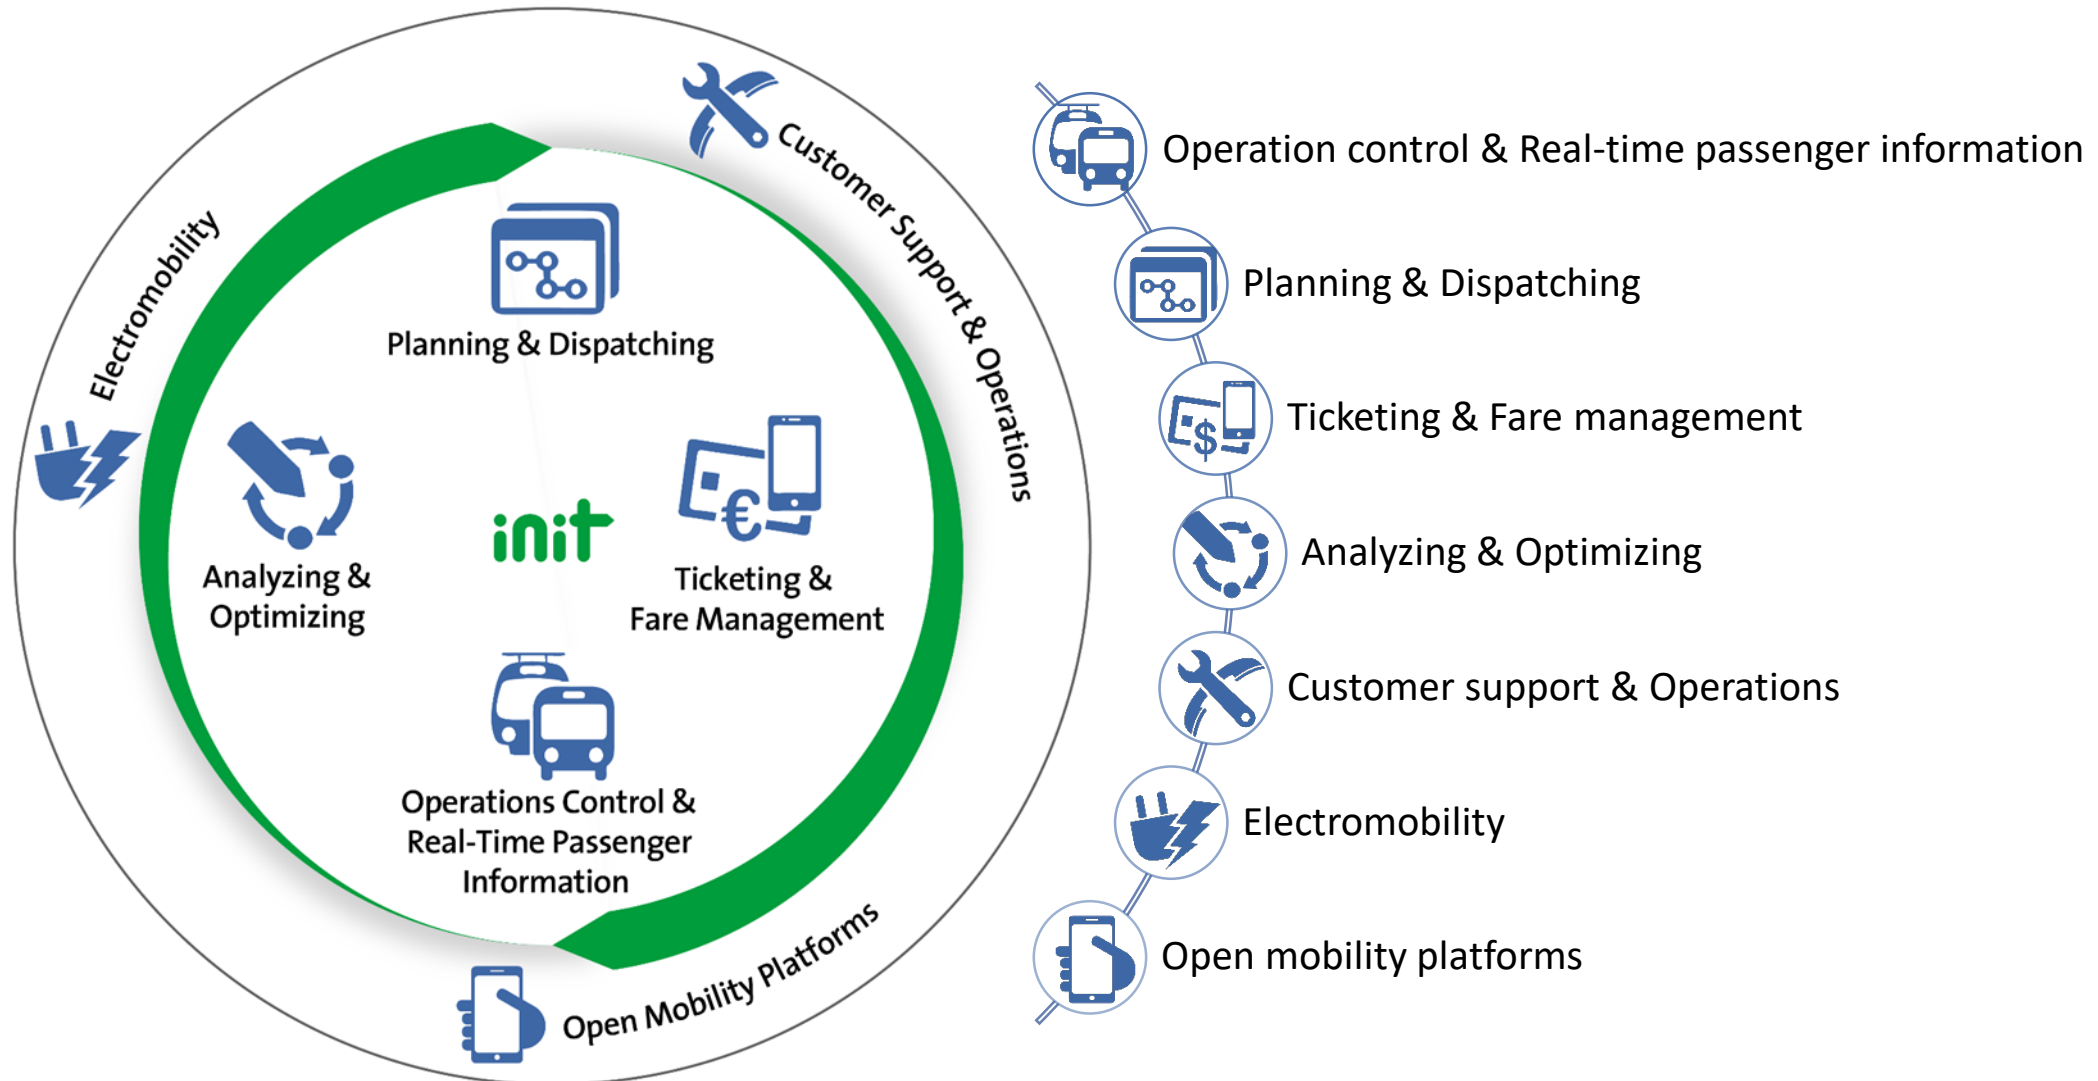 Customer Support & Operations
Electromobility
Planning & Dispatching
Analyzing &
Optimizing
init
€
Ticketing &
Fare Management
Operations Control &
Real-Time Passenger
Information
Open Mobility Platforms
Operation control & Real-time passenger information
Planning & Dispatching
$
Ticketing & Fare management
Analyzing & Optimizing
Customer support & Operations
Electromobility
Open mobility platforms